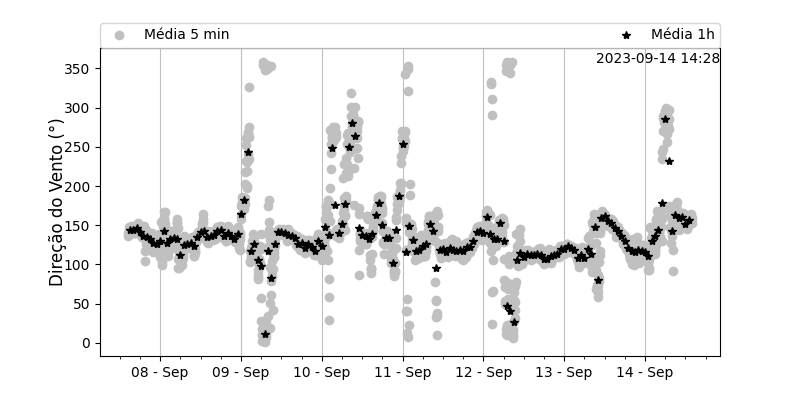 Média 5 min
Média 1h
2023-09-14 14:28
Direção do Vento (°)
350
300
250
200
150
100
50
0
08 - Sep
09 - Sep
10 - Sep
11 - Sep
12 - Sep
13 - Sep
14 - Sep